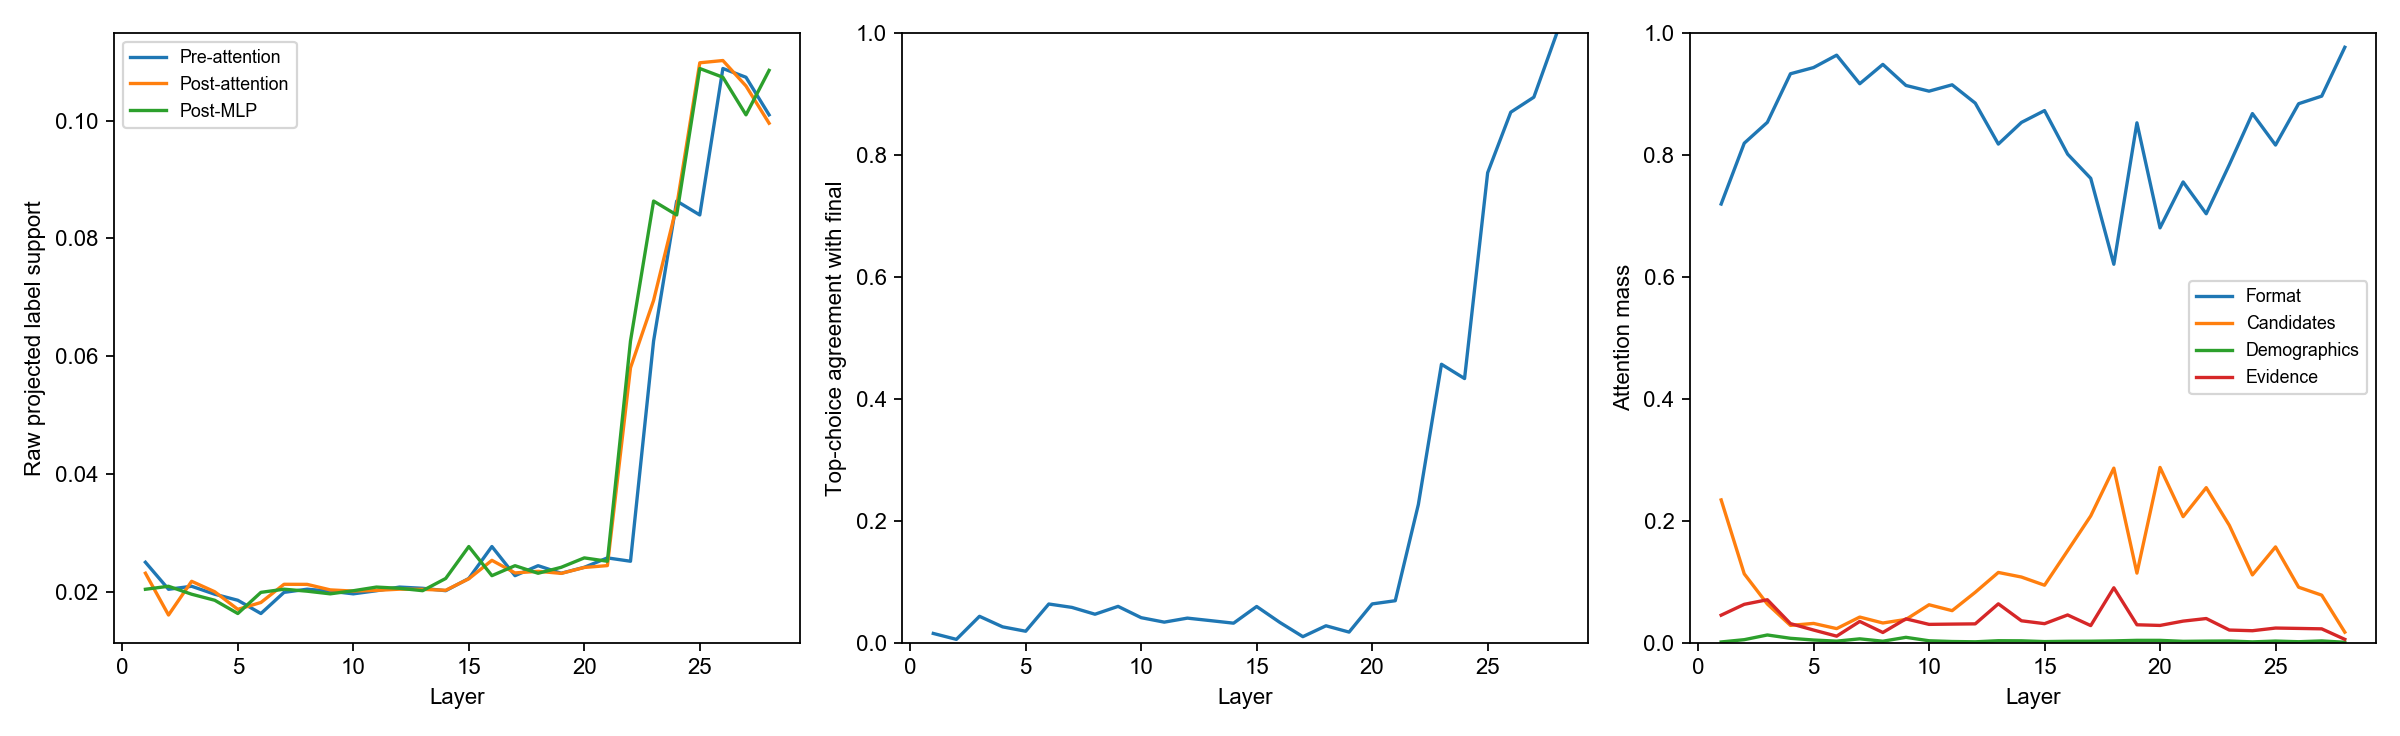 Raw projected label support
0.10
0.08
0.06
0.04
0.02
Pre-attention
Post-attention
Post-MLP
0
5
10
15
20
25
Layer
Top-choice agreement with final
1.0
0.8
0.6
0.4
0.2
0.0
0
5
10
15
20
25
Layer
Attention mass
1.0
0.8
0.6
0.4
0.2
0.0
Format
Candidates
Demographics
Evidence
0
5
10
15
20
25
Layer